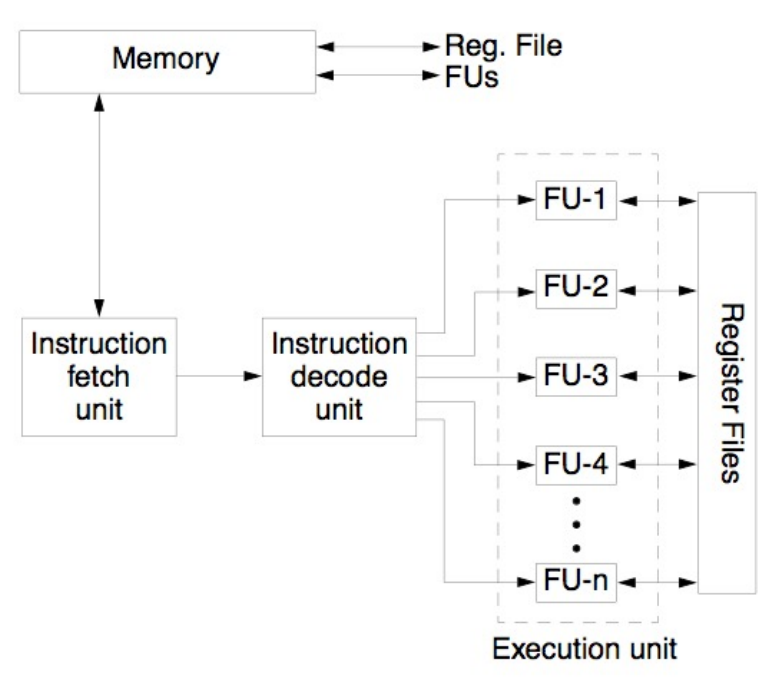 Memory
Reg. File
FUs
Instruction
fetch
unit
Instruction
decode
unit
FU-1
FU-2
FU-3
FU-4
FU-n
Register Files
Execution unit